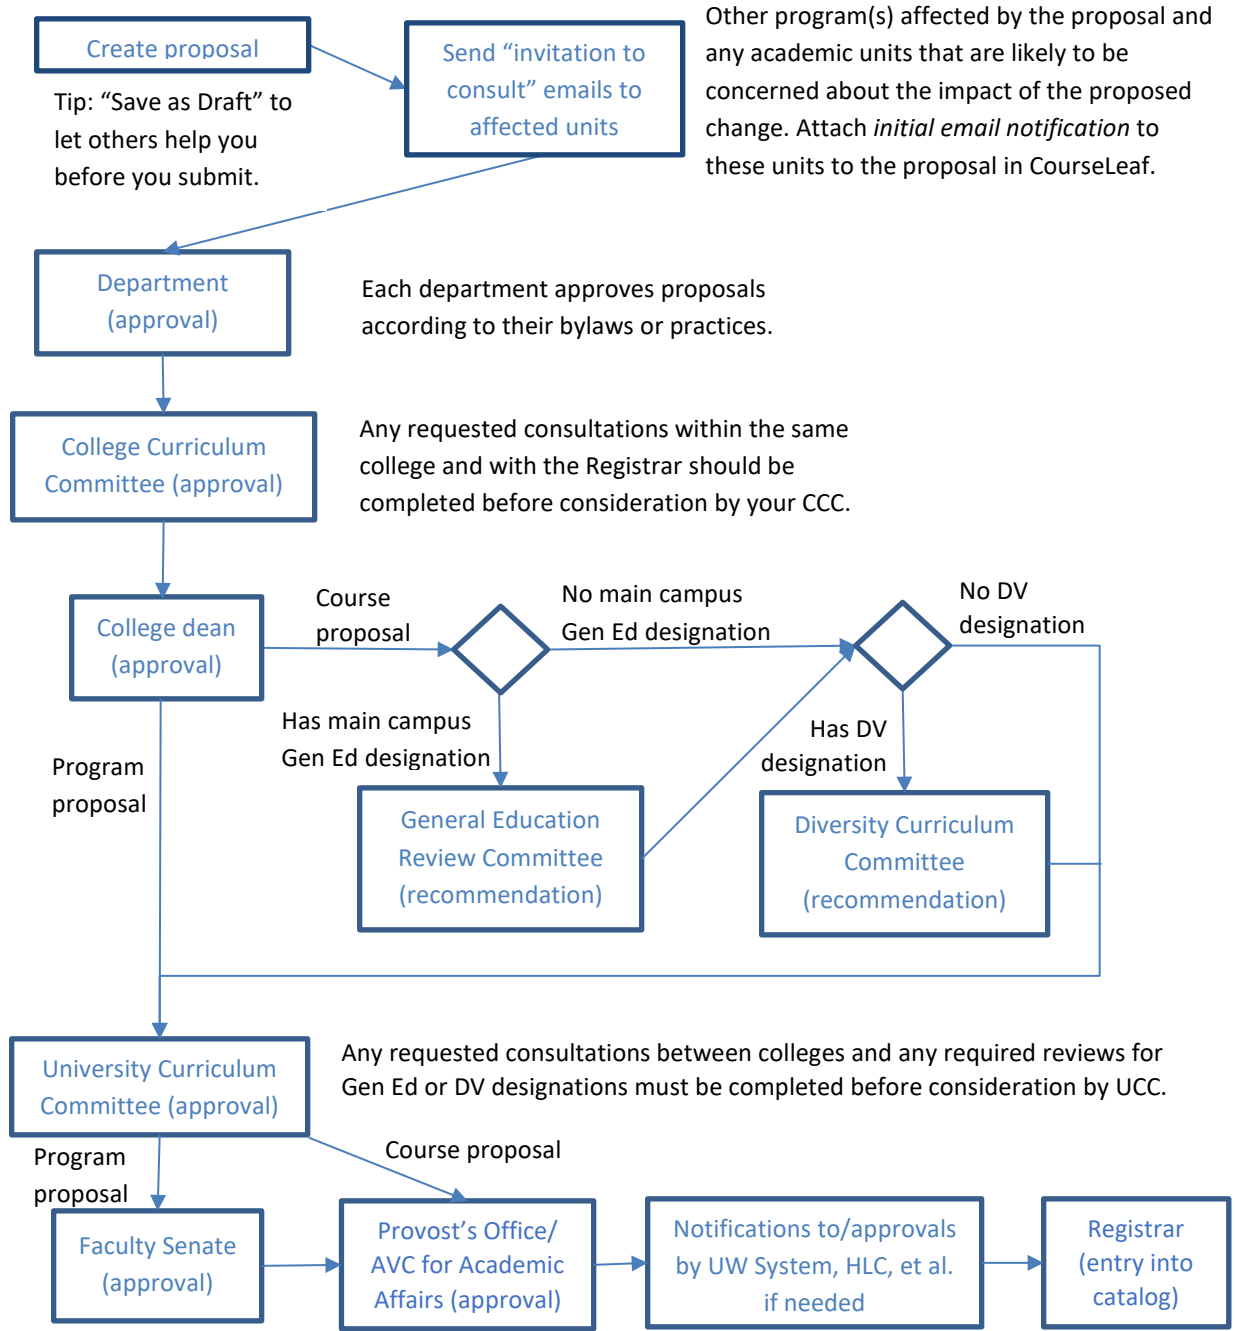 Create proposal
Tip: “Save as Draft” to
let others help you
before you submit.
Send “invitation to
consult” emails to
affected units
Other program(s) affected by the proposal and
any academic units that are likely to be
concerned about the impact of the proposed
change. Attach initial email notification to
these units to the proposal in CourseLeaf.
Department
(approval)
Each department approves proposals
according to their bylaws or practices.
College Curriculum
Committee (approval)
Any requested consultations within the same
college and with the Registrar should be
completed before consideration by your CCC.
College dean
(approval)
Course
proposal
No main campus
Gen Ed designation
No DV
designation
Has main campus
Gen Ed designation
Has DV
designation
Program
proposal
General Education
Review Committee
(recommendation)
Diversity Curriculum
Committee
(recommendation)
University Curriculum
Committee (approval)
Any requested consultations between colleges and any required reviews for
Gen Ed or DV designations must be completed before consideration by UCC.
Program
proposal
Course proposal
Faculty Senate
(approval)
Provost’s Office/
AVC for Academic
Affairs (approval)
Notifications to/approvals
by UW System, HLC, et al.
if needed
Registrar
(entry into
catalog)